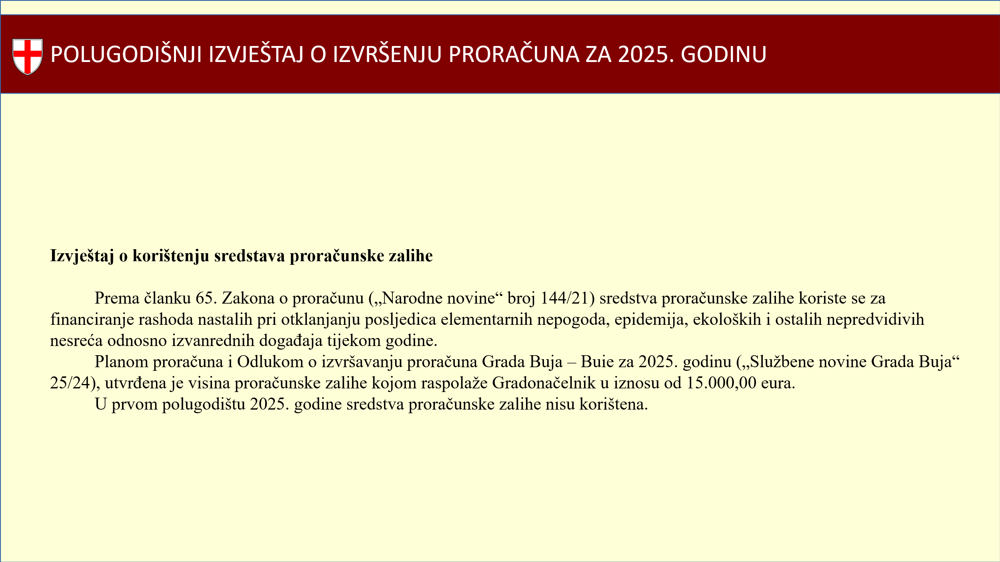 POLUGODIŠNJI IZVJEŠTAJ O IZVRŠENJU PRORAČUNA ZA 2025. GODINU
Izvještaj o korištenju sredstava proračunske zalihe
Prema članku 65. Zakona o proračunu („Narodne novine“ broj 144/21) sredstva proračunske zalihe koriste se za
financiranje rashoda nastalih pri otklanjanju posljedica elementarnih nepogoda, epidemija, ekoloških i ostalih nepredvidivih
nesreća odnosno izvanrednih događaja tijekom godine.
Planom proračuna i Odlukom o izvršavanju proračuna Grada Buja – Buie za 2025. godinu („Službene novine Grada Buja“
25/24), utvrđena je visina proračunske zalihe kojom raspolaže Gradonačelnik u iznosu od 15.000,00 eura.
U prvom polugodištu 2025. godine sredstva proračunske zalihe nisu korištena.